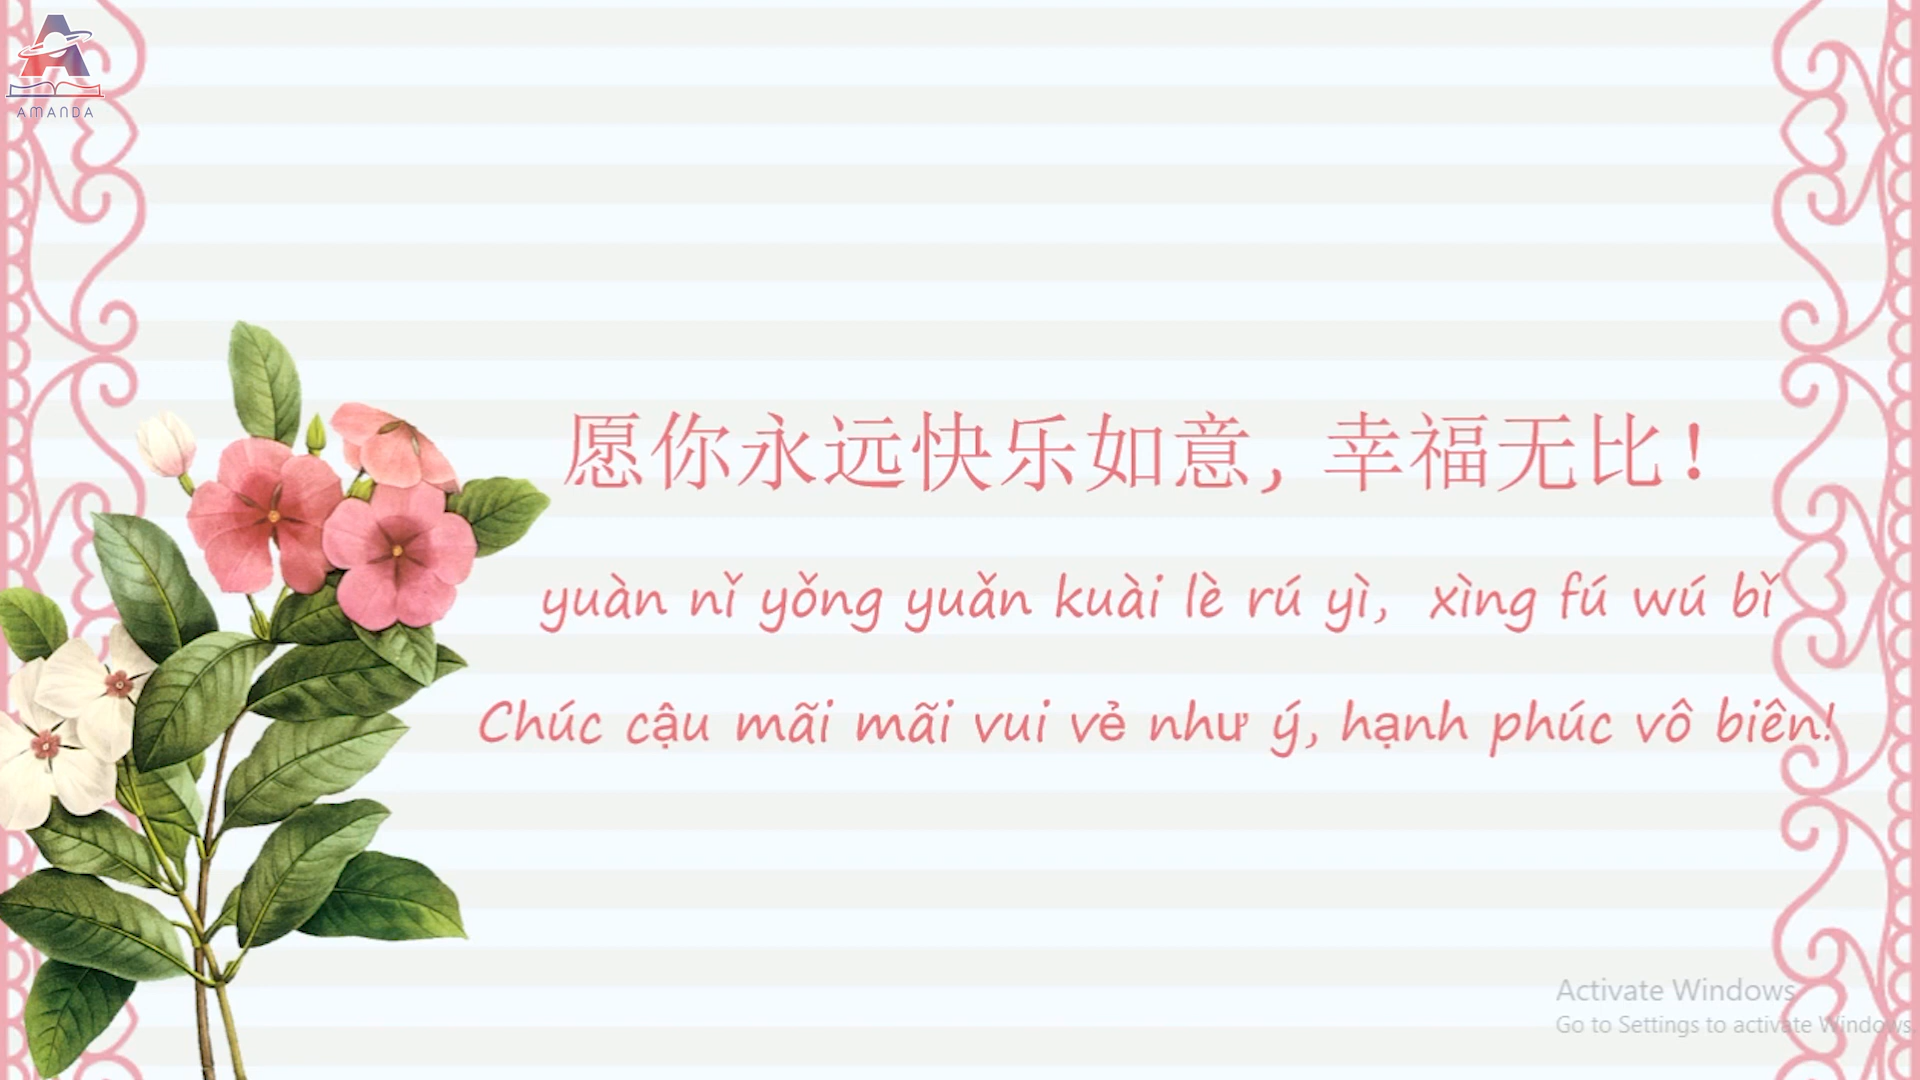 AMANDA
愿你永远快乐如意, 幸福无比!
yuàn nǐ yǒng yuǎn kuài lè rú yì, xìng fú wú bǐ
Chúc cậu mãi mãi vui vẻ như ý, hạnh phúc vô biên!
Activate Windows
Go to Settings to activate Windows.